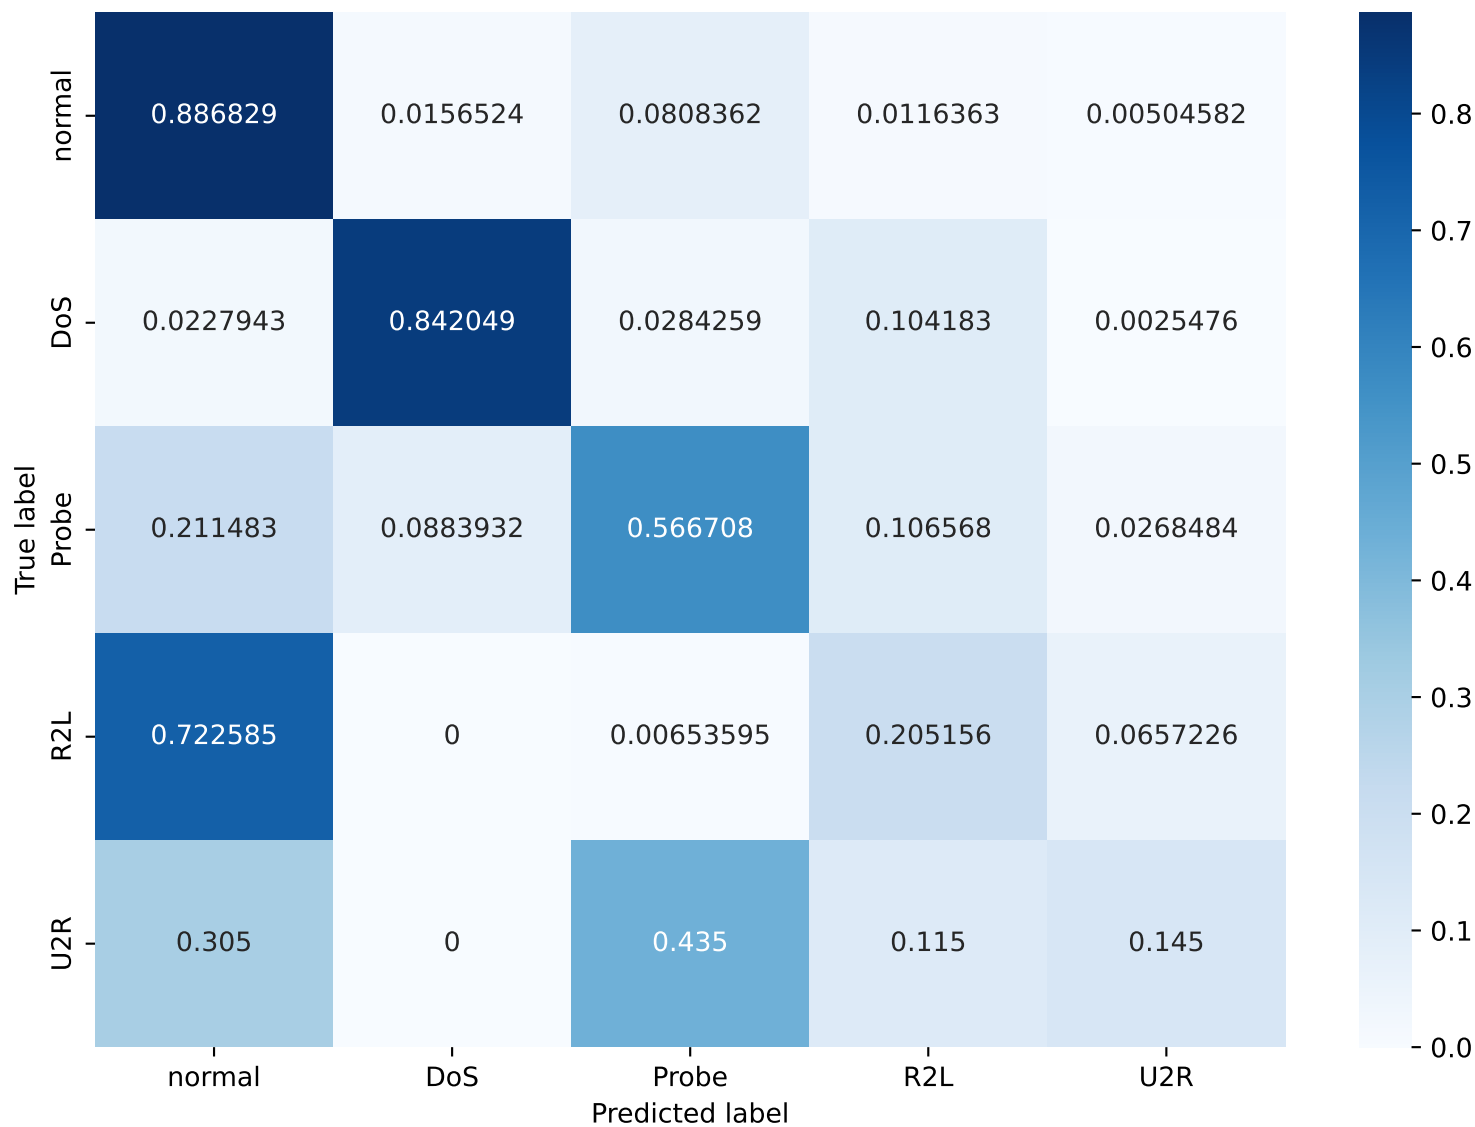 normal 0.886829 0.0156524 0.0808362 0.0116363 0.00504582
DoS 0.0227943 0.842049 0.0284259 0.104183 0.0025476
True label
Probe 0.211483 0.0883932 0.566708 0.106568 0.0268484
R2L 0.722585 0 0.00653595 0.205156 0.0657226
U2R 0.305 0 0.435 0.115 0.145
normal DoS Probe R2L U2R
Predicted label
0.8
0.7
0.6
0.5
0.4
0.3
0.2
0.1
0.0